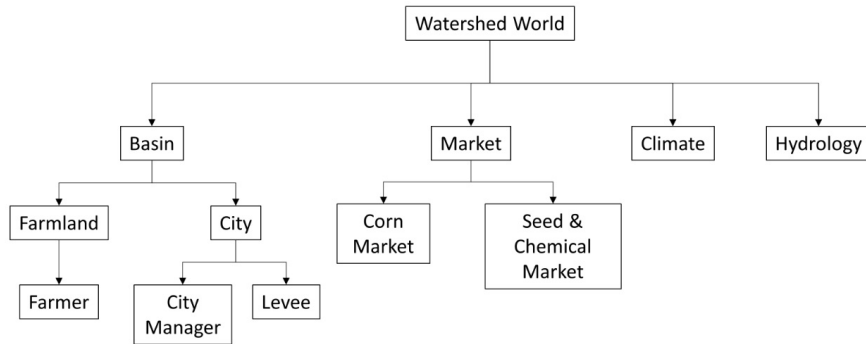 Watershed World
Basin
Market
Climate
Hydrology
Farmland
City
Corn
Market
Seed &
Chemical
Market
Farmer
City
Manager
Levee